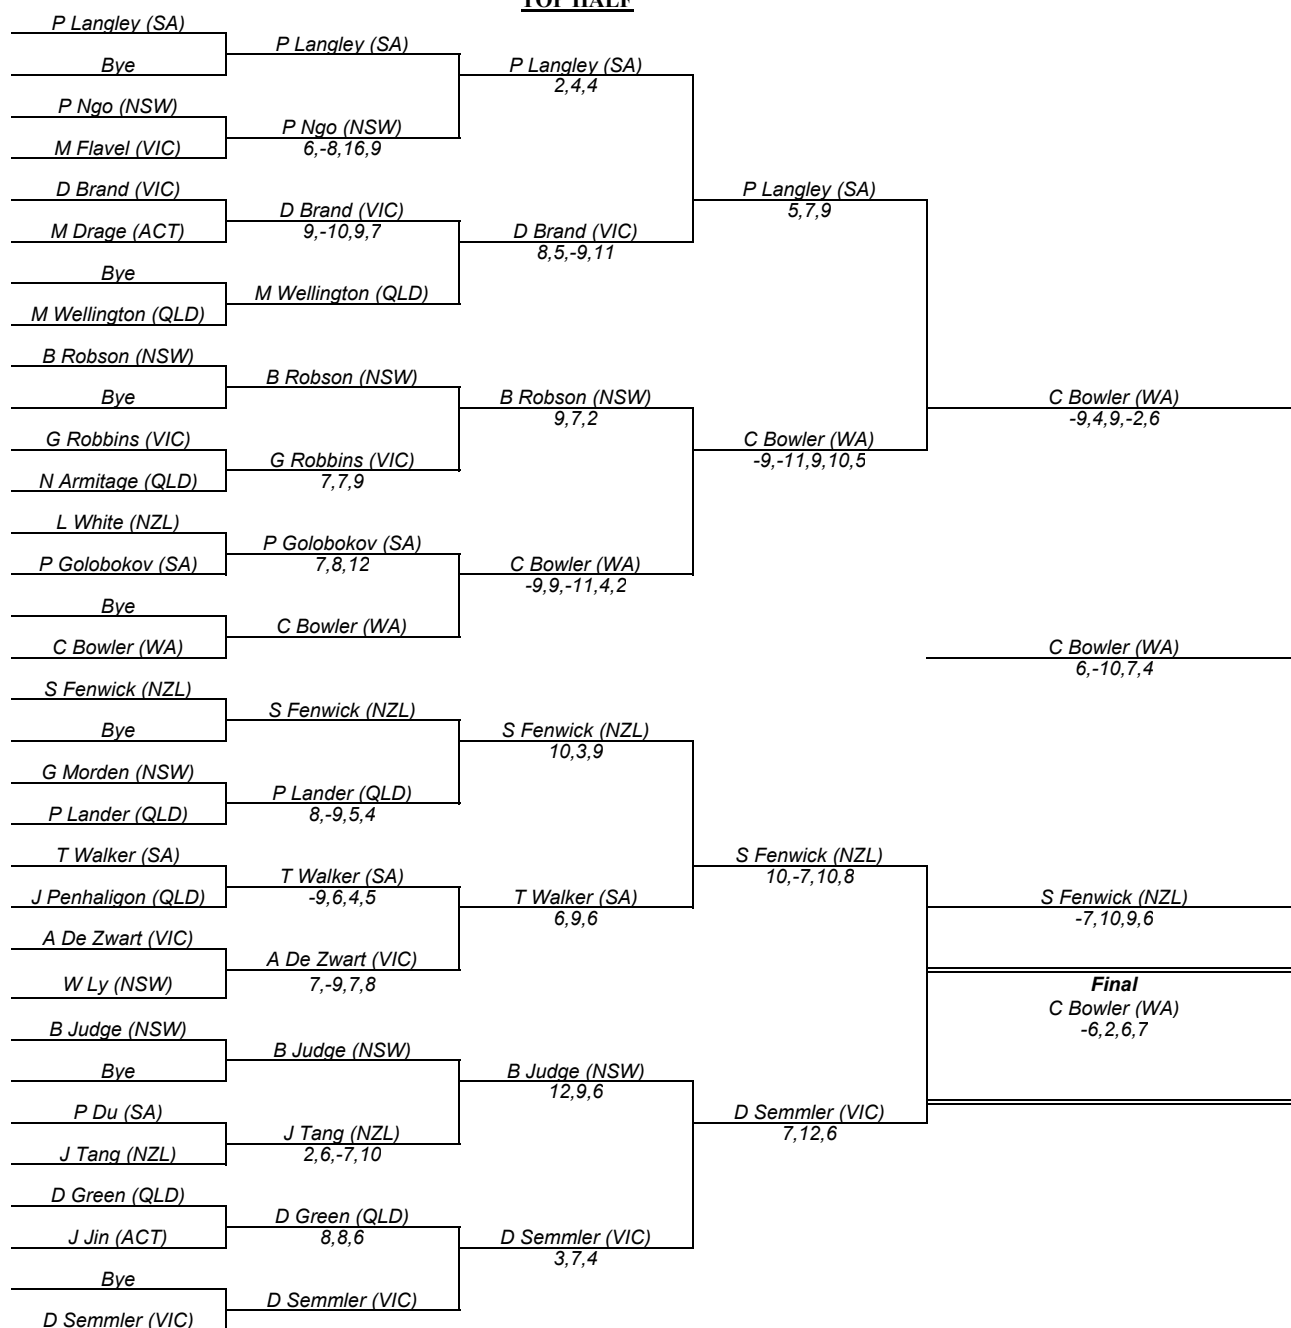 TOP HALF
P Langley (SA)
Bye
P Ngo (NSW)
M Flavel (VIC)
D Brand (VIC)
M Drage (ACT)
Bye
M Wellington (QLD)
B Robson (NSW)
Bye
G Robbins (VIC)
N Armitage (QLD)
L White (NZL)
P Golobokov (SA)
Bye
C Bowler (WA)
S Fenwick (NZL)
Bye
G Morden (NSW)
P Lander (QLD)
T Walker (SA)
J Penhaligon (QLD)
A De Zwart (VIC)
W Ly (NSW)
B Judge (NSW)
Bye
P Du (SA)
J Tang (NZL)
D Green (QLD)
J Jin (ACT)
Bye
D Semmler (VIC)
P Langley (SA)
P Ngo (NSW)
6,-8,16,9
D Brand (VIC)
9,-10,9,7
M Wellington (QLD)
B Robson (NSW)
G Robbins (VIC)
7,7,9
P Golobokov (SA)
7,8,12
C Bowler (WA)
S Fenwick (NZL)
P Lander (QLD)
8,-9,5,4
T Walker (SA)
-9,6,4,5
A De Zwart (VIC)
7,-9,7,8
B Judge (NSW)
J Tang (NZL)
2,6,-7,10
D Green (QLD)
8,8,6
D Semmler (VIC)
P Langley (SA)
2,4,4
D Brand (VIC)
8,5,-9,11
B Robson (NSW)
9,7,2
C Bowler (WA)
-9,9,-11,4,2
S Fenwick (NZL)
10,3,9
T Walker (SA)
6,9,6
B Judge (NSW)
12,9,6
D Semmler (VIC)
3,7,4
P Langley (SA)
5,7,9
C Bowler (WA)
-9,-11,9,10,5
S Fenwick (NZL)
10,-7,10,8
D Semmler (VIC)
7,12,6
C Bowler (WA)
-9,4,9,-2,6
C Bowler (WA)
6,-10,7,4
S Fenwick (NZL)
-7,10,9,6
Final
C Bowler (WA)
-6,2,6,7